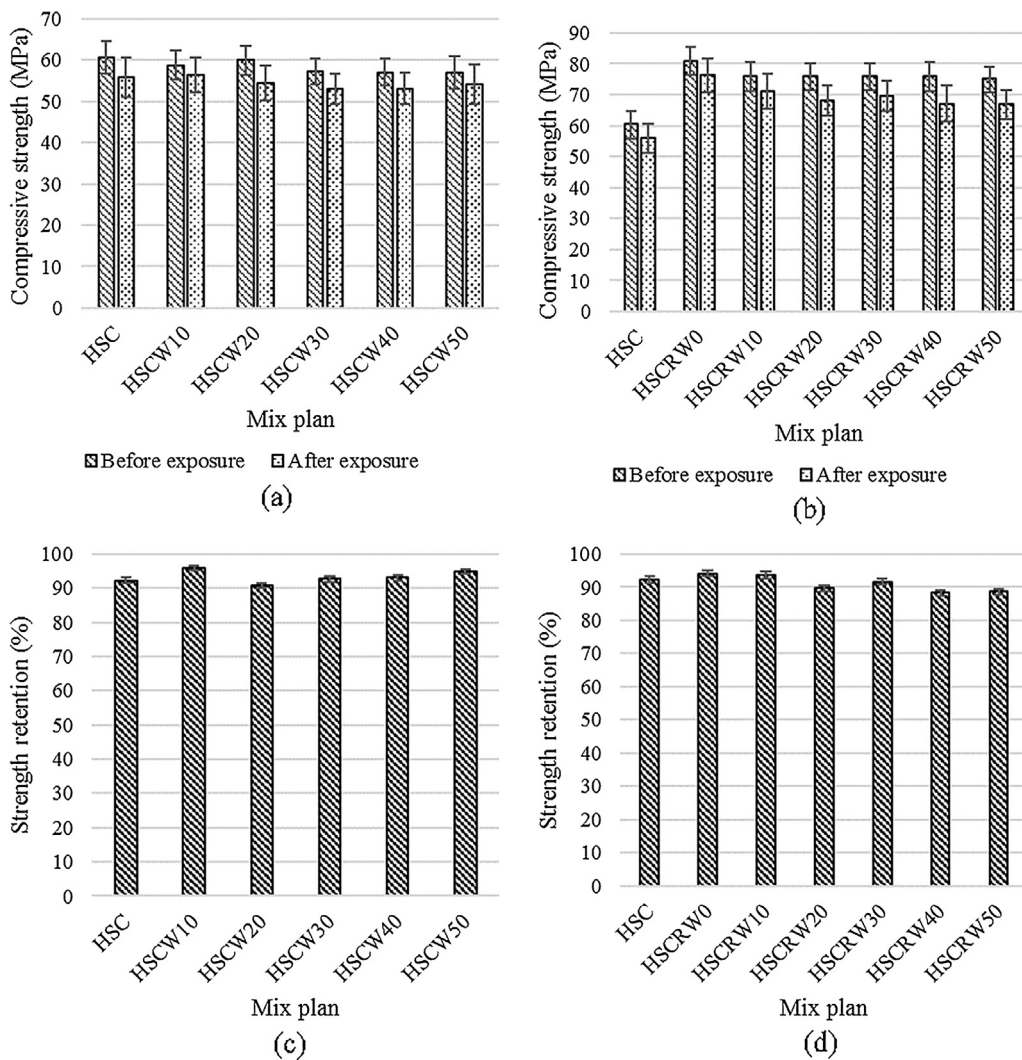 Compressive strength (MPa)
70
60
50
40
30
20
10
0
HSC
HSCW10
HSCW20
HSCW30
HSCW40
HSCW50
Mix plan
Before exposure After exposure
(a)
Compressive strength (MPa)
90
80
70
60
50
40
30
20
10
0
HSC
HSCRW0
HSCRW10
HSCRW20
HSCRW30
HSCRW40
HSCRW50
Mix plan
Before exposure After exposure
(b)
Strength retention (%)
100
90
80
70
60
50
40
30
20
10
0
HSC
HSCW10
HSCW20
HSCW30
HSCW40
HSCW50
Mix plan
(c)
Strength retention (%)
100
90
80
70
60
50
40
30
20
10
0
HSC
HSCRW0
HSCRW10
HSCRW20
HSCRW30
HSCRW40
HSCRW50
Mix plan
(d)